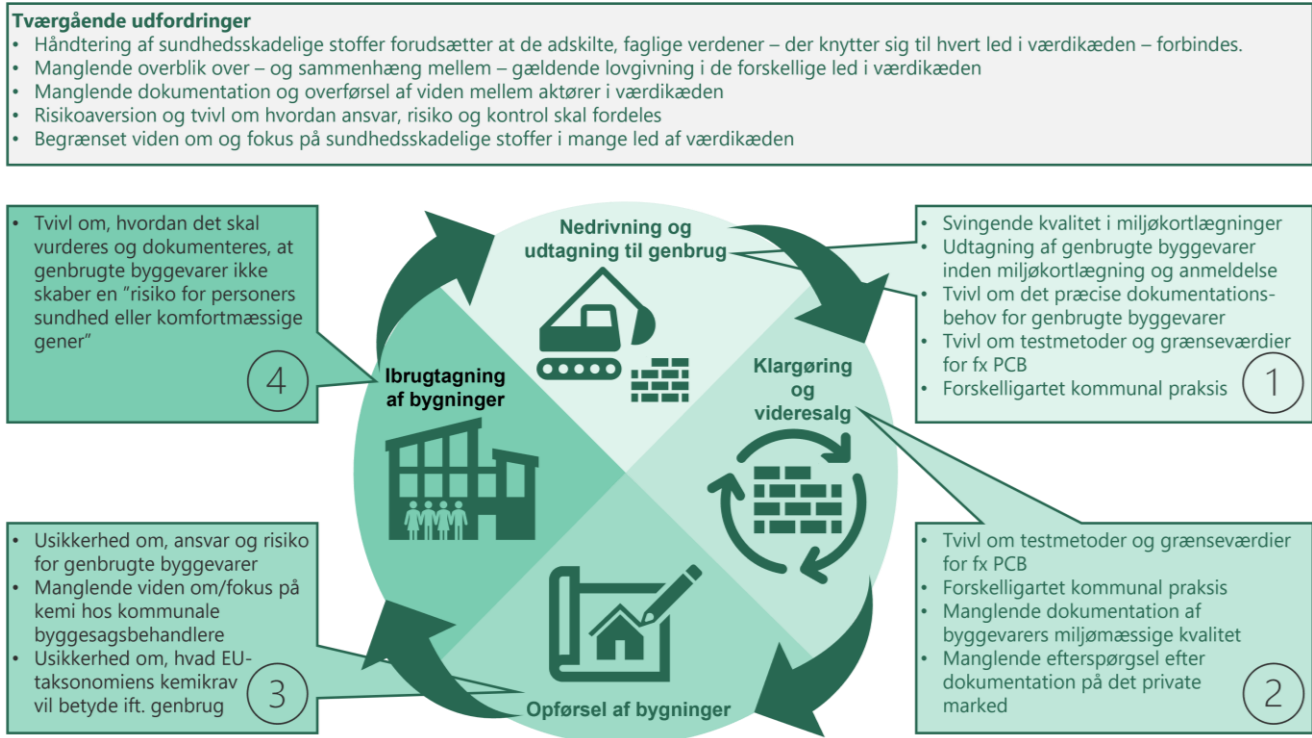 Tværgående udfordringer
• Håndtering af sundhedsskadelige stoffer forudsætter at de adskilte, faglige verdener – der knytter sig til hvert led i værdikæden – forbindes.
• Manglende overblik over – og sammenhæng mellem – gældende lovgivning i de forskellige led i værdikæden
• Manglende dokumentation og overførsel af viden mellem aktører i værdikæden
• Risikoaversion og tvivl om hvordan ansvar, risiko og kontrol skal fordeles
• Begrænset viden om og fokus på sundhedsskadelige stoffer i mange led af værdikæden
Nedrivning og
udtagning til genbrug
• Svingende kvalitet i miljøkortlægninger
• Udtagning af genbrugte byggevarer
inden miljøkortlægning og anmeldelse
• Tvivl om det præcise dokumentations-
behov for genbrugte byggevarer
• Tvivl om testmetoder og grænseværdier
for fx PCB
• Forskelligartet kommunal praksis
1
Klargøring
og
videresalg
• Tvivl om testmetoder og grænseværdier
for fx PCB
• Forskelligartet kommunal praksis
• Manglende dokumentation af
byggevarers miljømæssige kvalitet
• Manglende efterspørgsel efter
dokumentation på det private
marked
2
Opførsel af bygninger
• Usikkerhed om, ansvar og risiko
for genbrugte byggevarer
• Manglende viden om/fokus på
kemi hos kommunale
byggesagsbehandlere
• Usikkerhed om, hvad EU-
taksonomiens kemikrav
vil betyde ift. genbrug
3
Ibrugtagning
af bygninger
• Tvivl om, hvordan det skal
vurderes og dokumenteres, at
genbrugte byggevarer ikke
skaber en ”risiko for personers
sundhed eller komfortmæssige
gener”
4